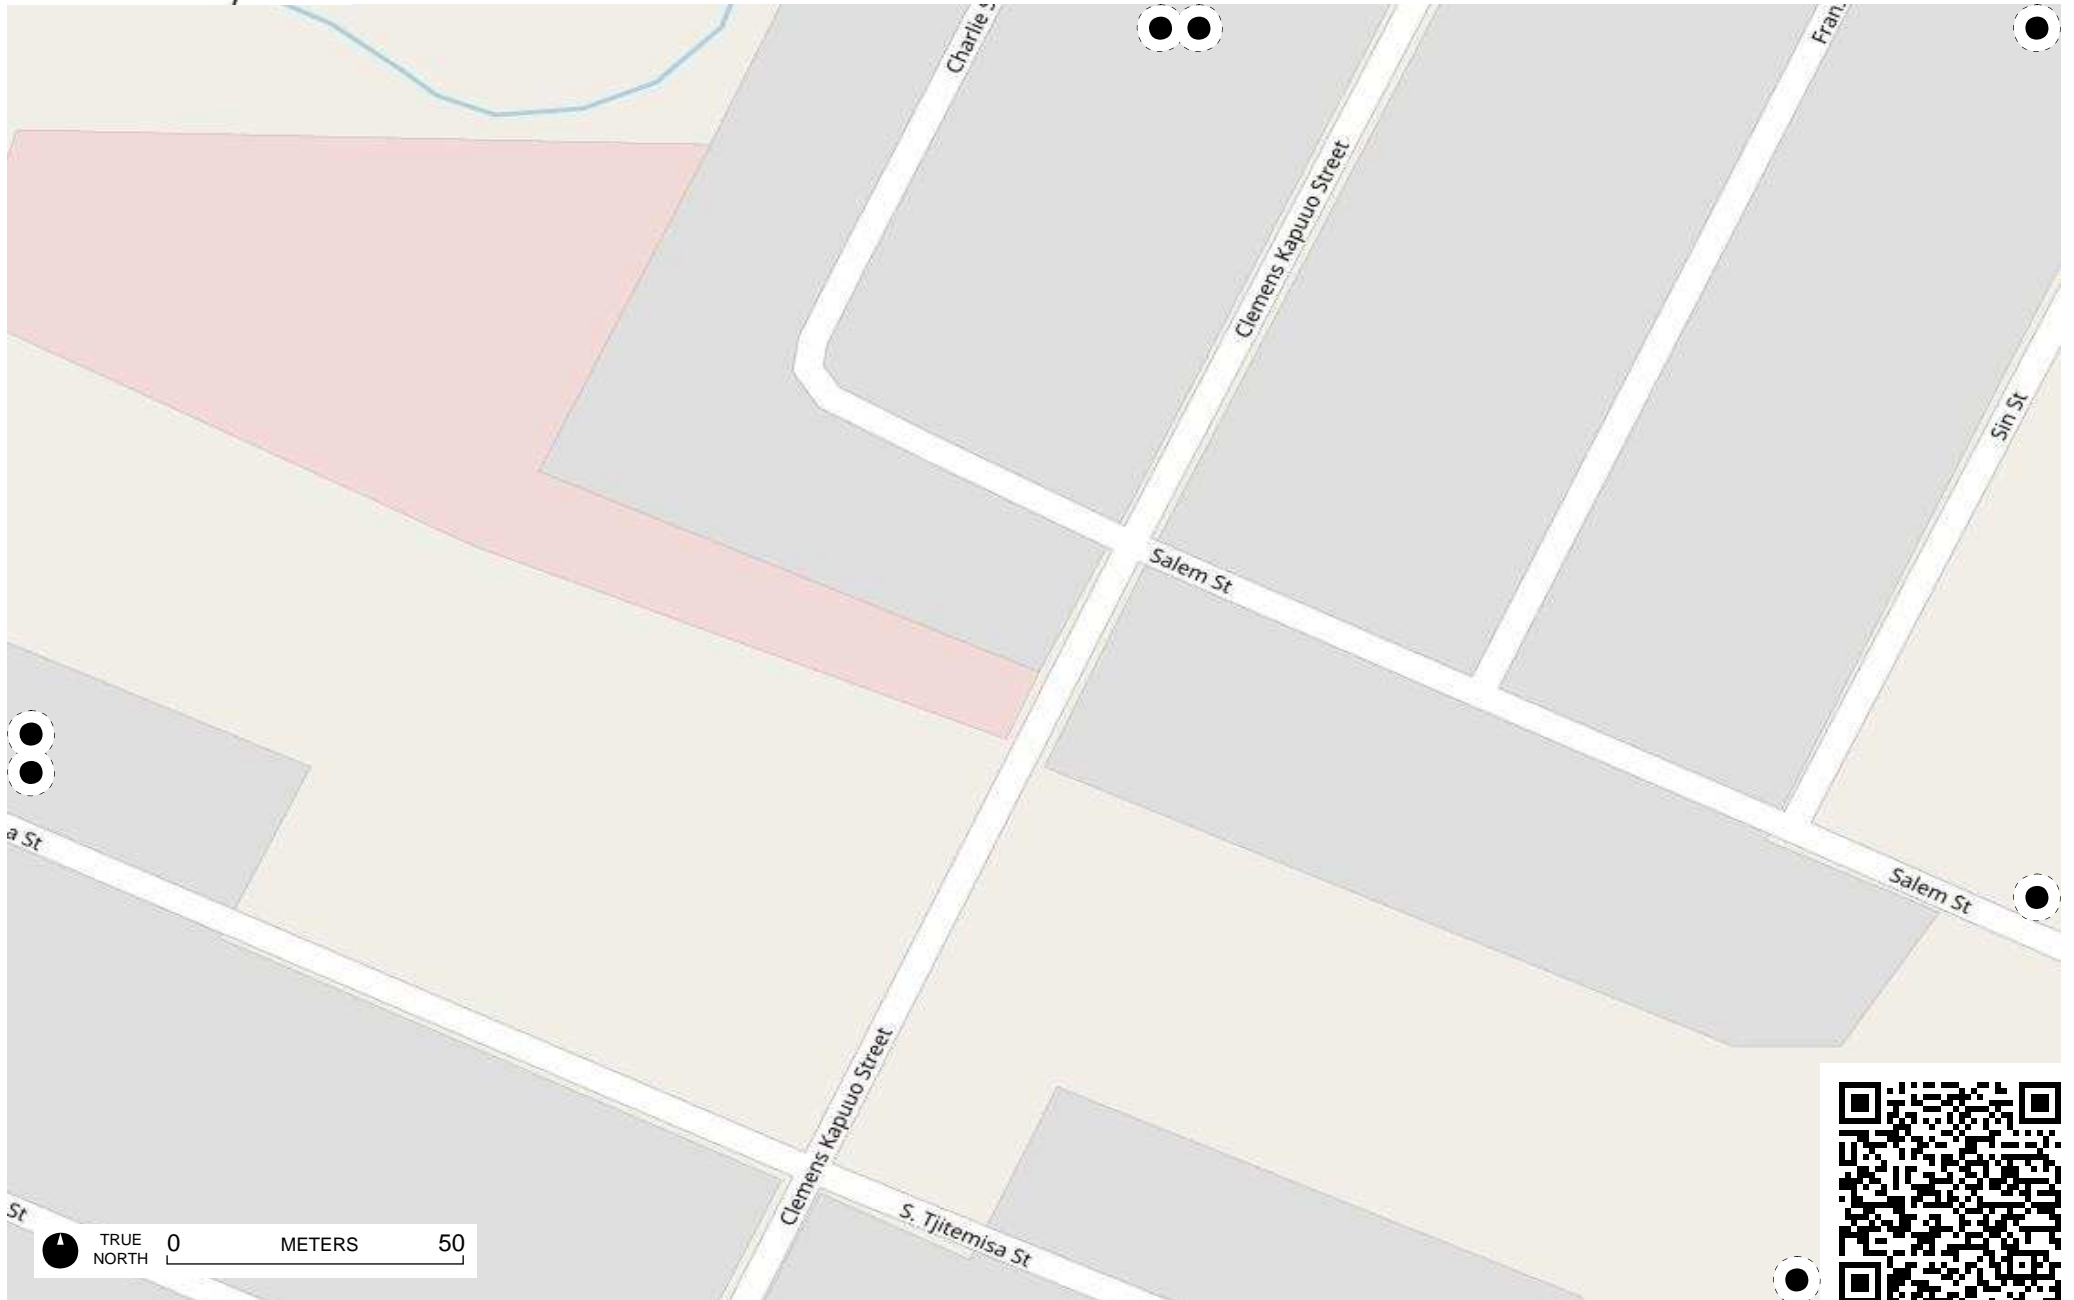 Charlie
Clemens Kapuuo Street
Fran.
Sin St
Salem St
Salem St
a St
Clemens Kapuuo Street
S. Tjitemisa St
St
TRUE
NORTH
0 METERS 50